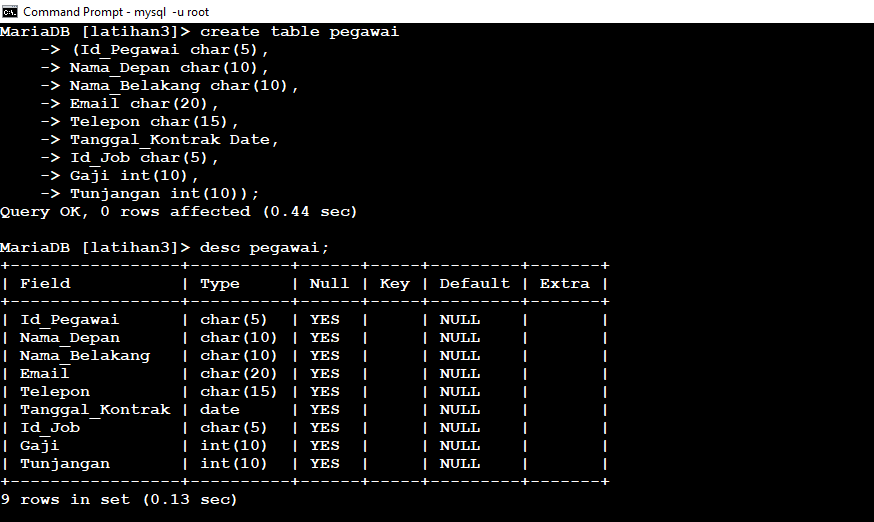 Command Prompt - mysql  -u root
MariaDB [latihan3]> create table pegawai
    -> (Id_Pegawai char(5),
    -> Nama_Depan char(10),
    -> Nama_Belakang char(10),
    -> Email char(20),
    -> Telepon char(15),
    -> Tanggal_Kontrak Date,
    -> Id_Job char(5),
    -> Gaji int(10),
    -> Tunjangan int(10));
Query OK, 0 rows affected (0.44 sec)

MariaDB [latihan3]> desc pegawai;
+-----------------+----------+------+-----+---------+-------+
| Field           | Type     | Null | Key | Default | Extra |
+-----------------+----------+------+-----+---------+-------+
| Id_Pegawai      | char(5)  | YES  |     | NULL    |       |
| Nama_Depan      | char(10) | YES  |     | NULL    |       |
| Nama_Belakang   | char(10) | YES  |     | NULL    |       |
| Email           | char(20) | YES  |     | NULL    |       |
| Telepon         | char(15) | YES  |     | NULL    |       |
| Tanggal_Kontrak | date     | YES  |     | NULL    |       |
| Id_Job          | char(5)  | YES  |     | NULL    |       |
| Gaji            | int(10)  | YES  |     | NULL    |       |
| Tunjangan       | int(10)  | YES  |     | NULL    |       |
+-----------------+----------+------+-----+---------+-------+
9 rows in set (0.13 sec)